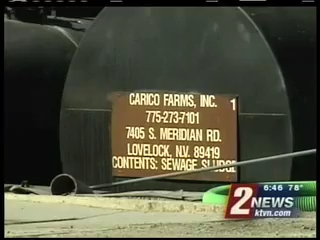 CARICO FARMS, INC. 1
775-273-7101
7405 S. MERIDIAN RD.
LOVELOCK, N.V. 89419
CONTENTS: SEWAGE SLUDGE
6:46 78°
2 NEWS
ktvn.com